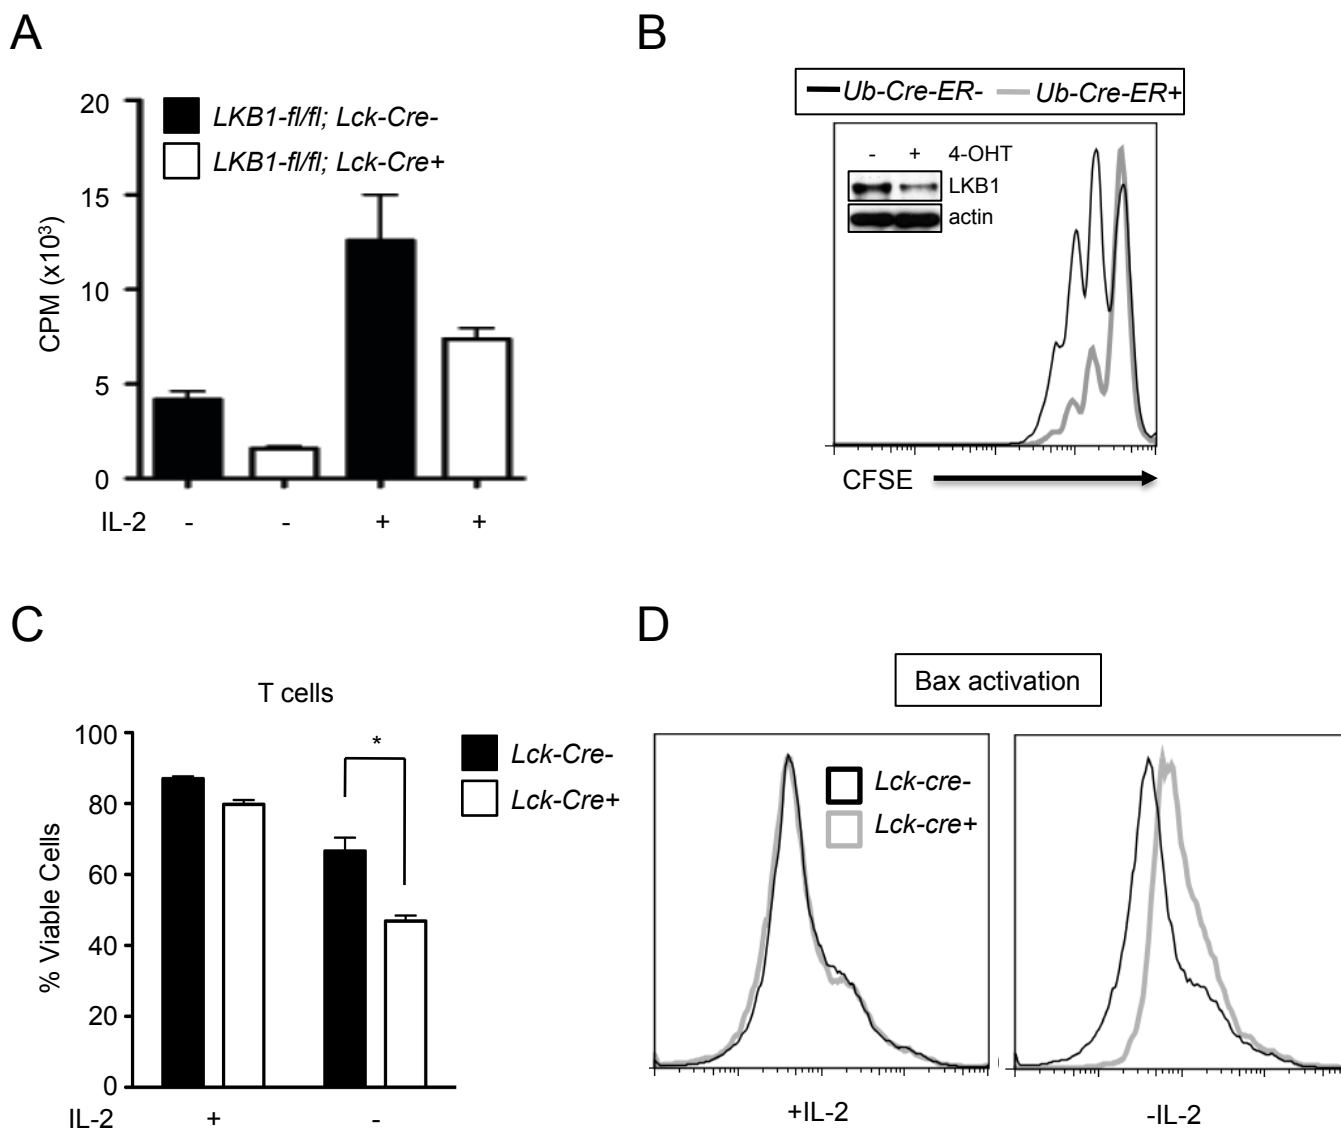 A
20
15
10
5
0
CPM (x10³)
LKB1-fl/fl; Lck-Cre-
LKB1-fl/fl; Lck-Cre+
IL-2 - - + +
B
Ub-Cre-ER- Ub-Cre-ER+
- + 4-OHT
LKB1
actin
CFSE
C
T cells
100
80
60
40
20
0
% Viable Cells
*
Lck-Cre-
Lck-Cre+
IL-2 + -
D
Bax activation
Lck-cre-
Lck-cre+
+IL-2
-IL-2